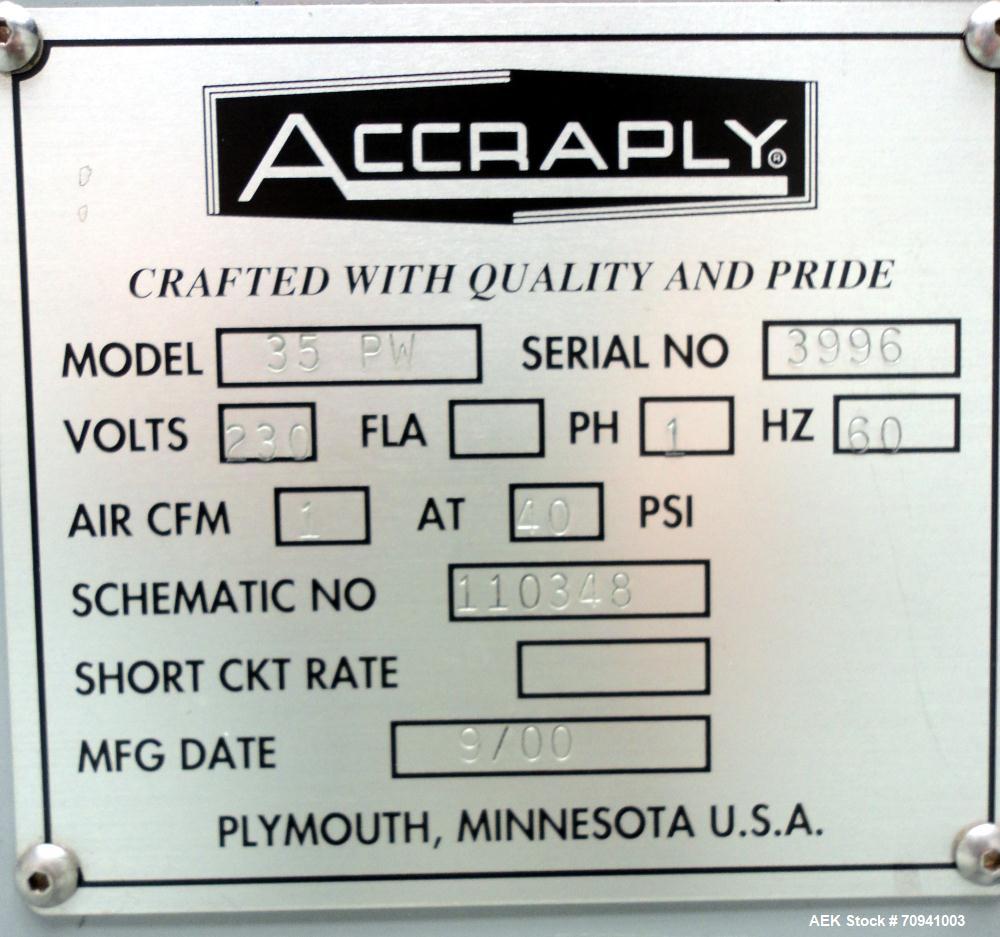 ACCRAPLY®
CRAFTED WITH QUALITY AND PRIDE
MODEL 35 PW SERIAL NO 3996
VOLTS 230 FLA PH 1 HZ 60
AIR CFM 1 AT 40 PSI
SCHEMATIC NO 110348
SHORT CKT RATE
MFG DATE 9/00
PLYMOUTH, MINNESOTA U.S.A.
AEK Stock # 70941003